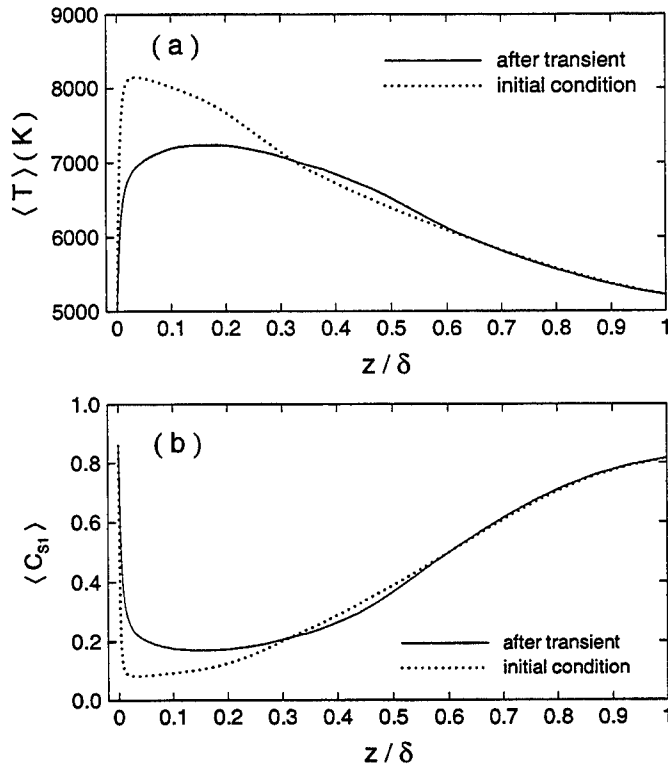 9000
( a )
after transient
initial condition
8000
7000
6000
5000
⟨ T ⟩ ( K )
0 0.1 0.2 0.3 0.4 0.5 0.6 0.7 0.8 0.9 1
z / δ
1.0
( b )
0.8
0.6
0.4
0.2
0.0
⟨ C_{S1} ⟩
after transient
initial condition
0 0.1 0.2 0.3 0.4 0.5 0.6 0.7 0.8 0.9 1
z / δ